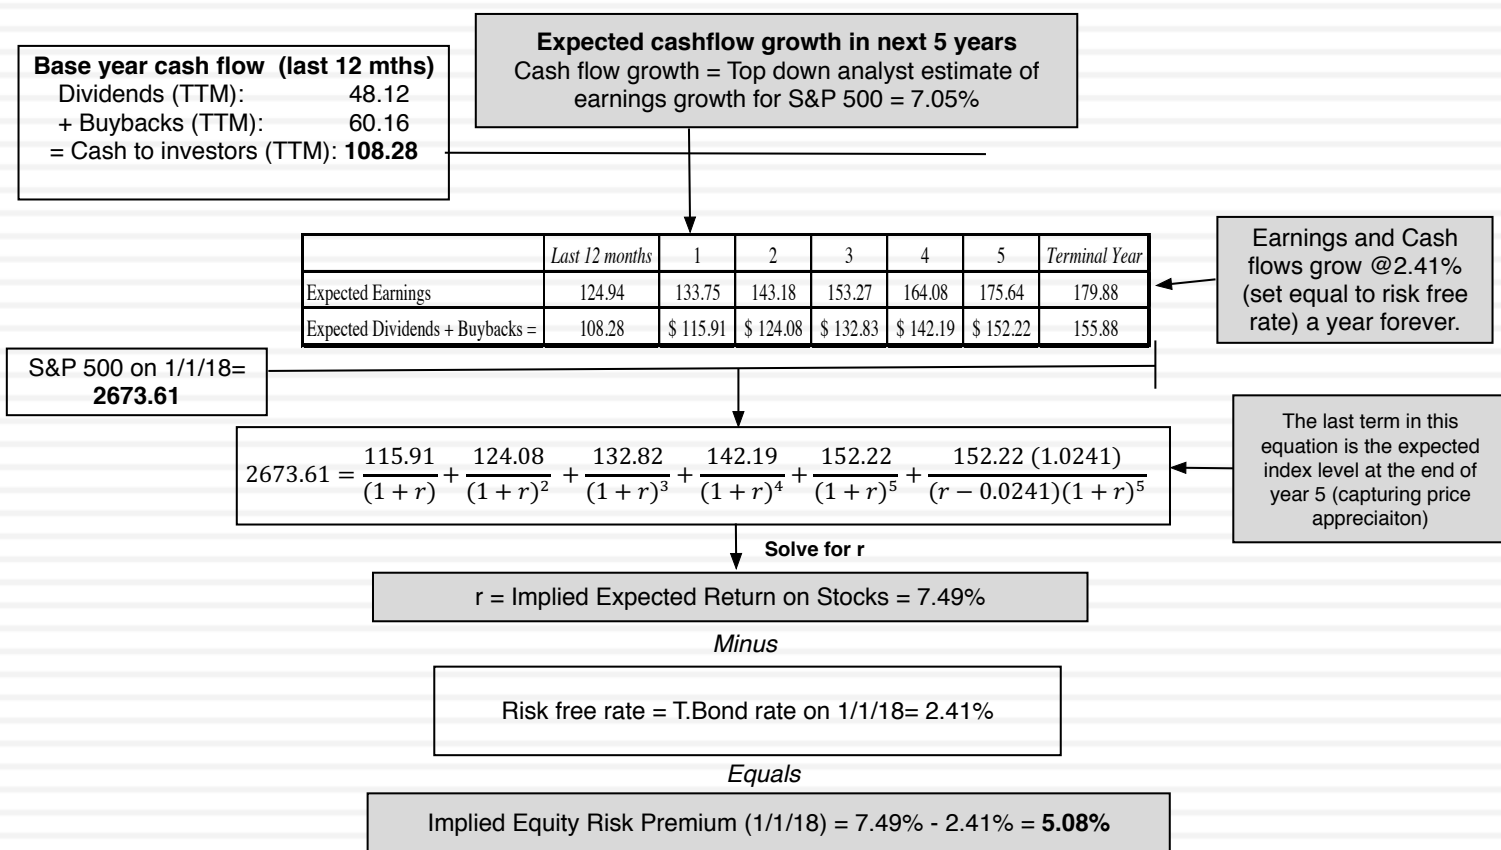 Expected cashflow growth in next 5 years
Cash flow growth = Top down analyst estimate of
earnings growth for S&P 500 = 7.05%
Base year cash flow (last 12 mths)
Dividends (TTM): 48.12
+ Buybacks (TTM): 60.16
= Cash to investors (TTM): 108.28
Last 12 months 1 2 3 4 5 Terminal Year
Expected Earnings 124.94 133.75 143.18 153.27 164.08 175.64 179.88
Expected Dividends + Buybacks = 108.28 $ 115.91 $ 124.08 $ 132.83 $ 142.19 $ 152.22 155.88
Earnings and Cash
flows grow @2.41%
(set equal to risk free
rate) a year forever.
S&P 500 on 1/1/18=
2673.61
2673.61 = 115.91/(1 + r) + 124.08/(1 + r)² + 132.82/(1 + r)³ + 142.19/(1 + r)⁴ + 152.22/(1 + r)⁵ + 152.22 (1.0241)/(r − 0.0241)(1 + r)⁵
The last term in this
equation is the expected
index level at the end of
year 5 (capturing price
appreciaiton)
Solve for r
r = Implied Expected Return on Stocks = 7.49%
Minus
Risk free rate = T.Bond rate on 1/1/18= 2.41%
Equals
Implied Equity Risk Premium (1/1/18) = 7.49% - 2.41% = 5.08%